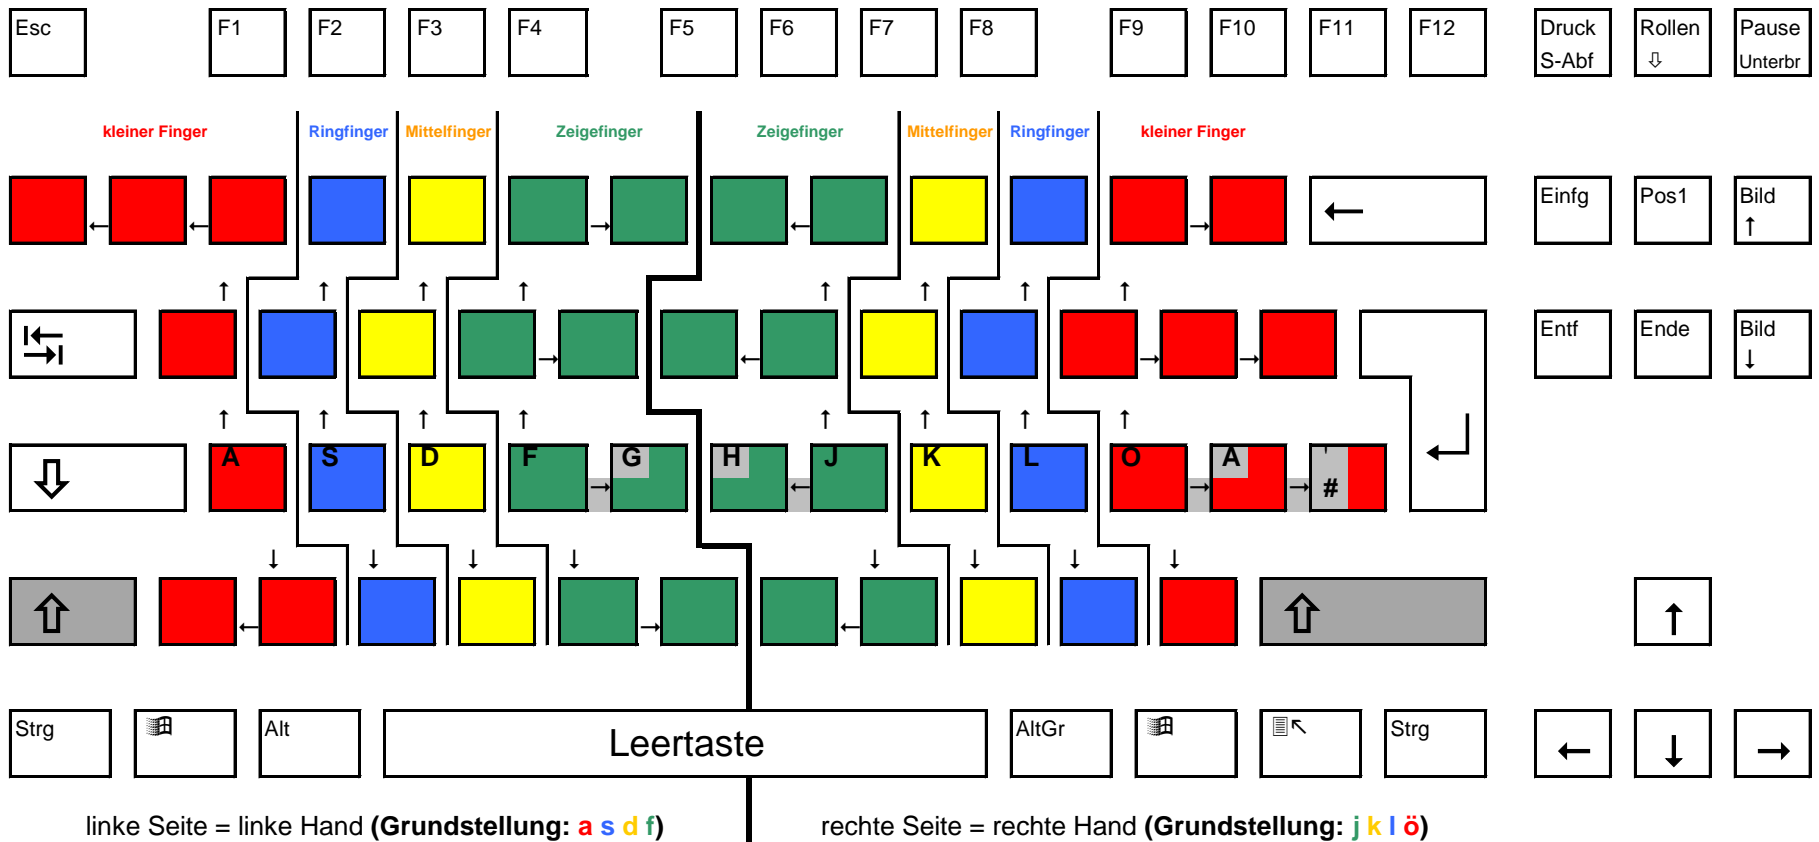 Esc F1 F2 F3 F4 F5 F6 F7 F8 F9 F10 F11 F12 Druck Rollen Pause
S-Abf ⇩ Unterbr
kleiner Finger Ringfinger Mittelfinger Zeigefinger Zeigefinger Mittelfinger Ringfinger kleiner Finger
← ← → ← → ← Einfg Pos1 Bild
↑
↑ ↑ ↑ ↑ ↑ ↑ ↑ ↑
→ ← → → Entf Ende Bild
↓
↑ ↑ ↑ ↑ ↑ ↑ ↑ ↑
A S D F G H J K L O A '
⇩ → ← → → #
↓ ↓ ↓ ↓ ↓ ↓ ↓ ↓
⇧ ← → ← ⇧ ↑
Strg Alt Leertaste AltGr Strg ← ↓ →
linke Seite = linke Hand (Grundstellung: a s d f) rechte Seite = rechte Hand (Grundstellung: j k l ö)